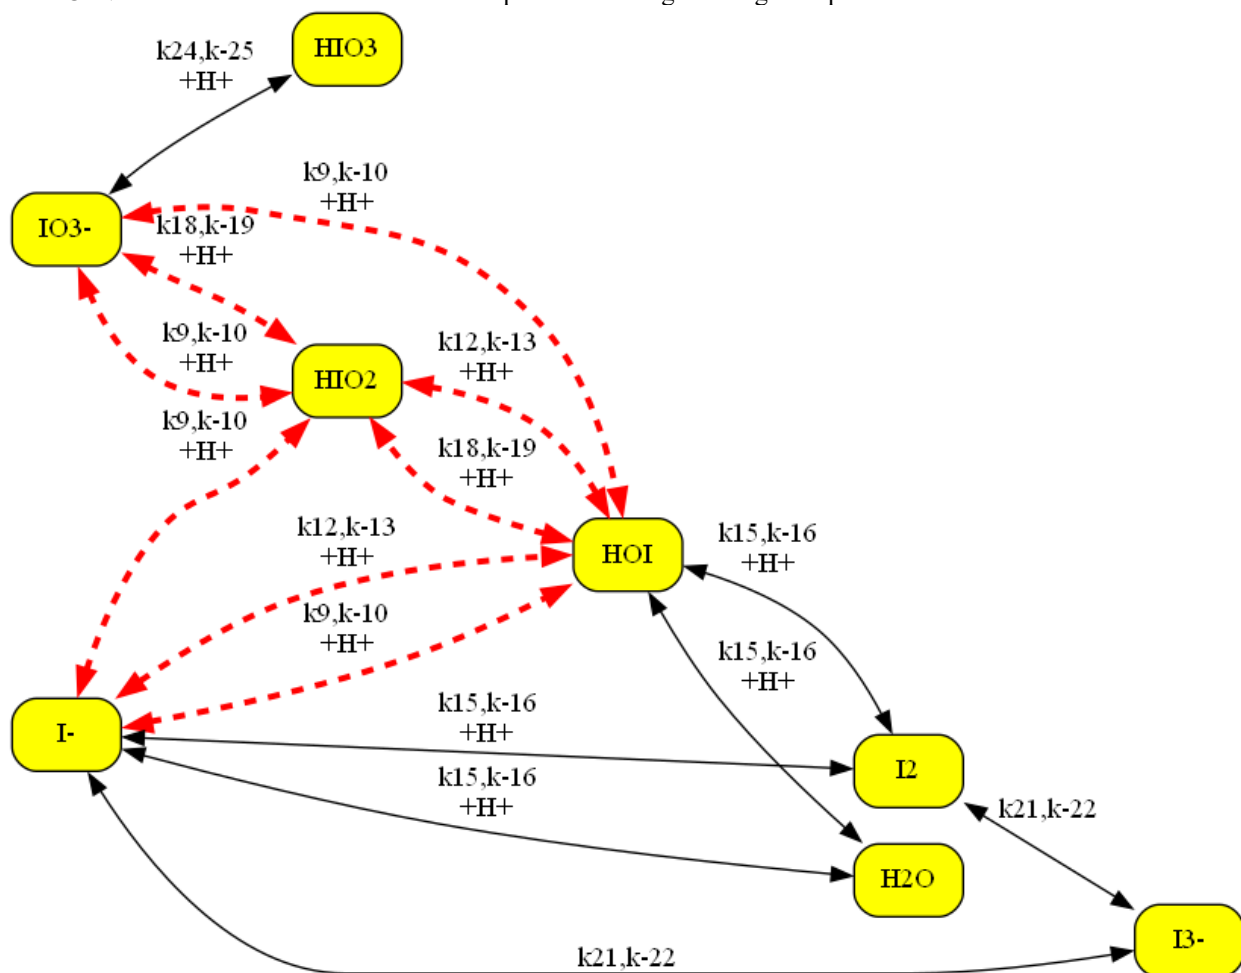 HIO3
k24,k-25
+H+
k9,k-10
+H+
IO3-
k18,k-19
+H+
k9,k-10
+H+
k12,k-13
+H+
HIO2
k9,k-10
+H+
k18,k-19
+H+
k12,k-13
+H+
k15,k-16
+H+
HOI
k9,k-10
+H+
k15,k-16
+H+
k15,k-16
+H+
I-
I2
k15,k-16
+H+
k21,k-22
H2O
I3-
k21,k-22